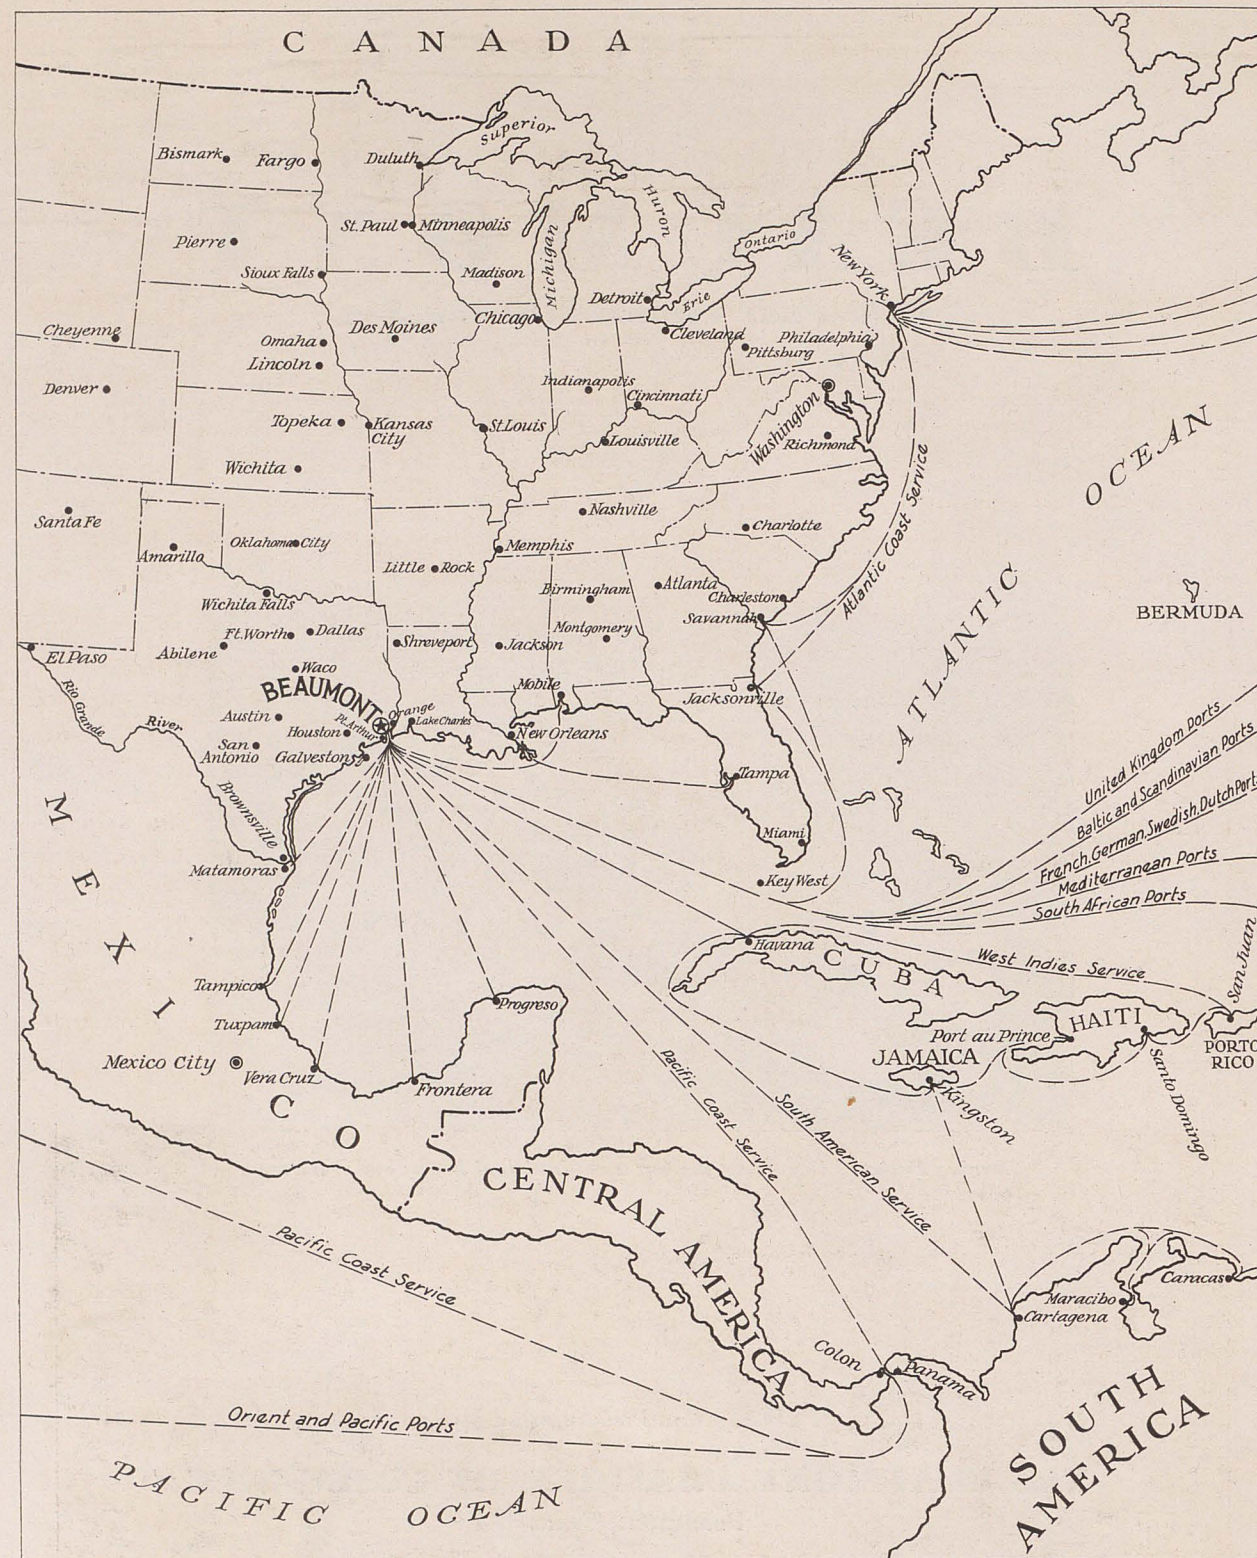 CANADA
Superior
Bismark
Fargo
Duluth
St. Paul
Minneapolis
Michigan
Huron
Ontario
Pierre
Sioux Falls
Madison
New York
Detroit
Erie
Cheyenne
Omaha
Des Moines
Chicago
Cleveland
Pittsburg
Philadelphia
Lincoln
Denver
Indianapolis
Cincinnati
Washington
Topeka
Kansas
City
St Louis
Louisville
Richmond
Wichita
OCEAN
Santa Fe
Nashville
Charlotte
Atlantic Coast Service
Amarillo
Oklahoma City
Memphis
Little Rock
Birmingham
Atlanta
Charleston
Savannah
BERMUDA
Wichita Falls
Ft. Worth
Dallas
Montgomery
Shreveport
Jackson
Abilene
El Paso
Waco
ATLANTIC
BEAUMONT
Mobile
Jacksonville
Rio Grande
River
Austin
Houston
Pt. Arthur
Orange
Lake Charles
New Orleans
San
Antonio
Galveston
Tampa
United Kingdom Ports
Baltic and Scandinavian Ports
French, German, Swedish, Dutch Port
Mediterranean Ports
South African Ports
Brownsville
Miami
Matamoras
Key West
MEXICO
Havana
CUBA
West Indies Service
San Juan
Tampico
Progreso
Tuxpam
Port au Prince
HAITI
JAMAICA
PORTO
RICO
Mexico City
Vera Cruz
Frontera
Kingston
Santo Domingo
Pacific Coast Service
South American Service
CENTRAL AMERICA
Pacific Coast Service
Caracas
Maracibo
Cartagena
Colon
Panama
Orient and Pacific Ports
SOUTH
AMERICA
PACIFIC OCEAN